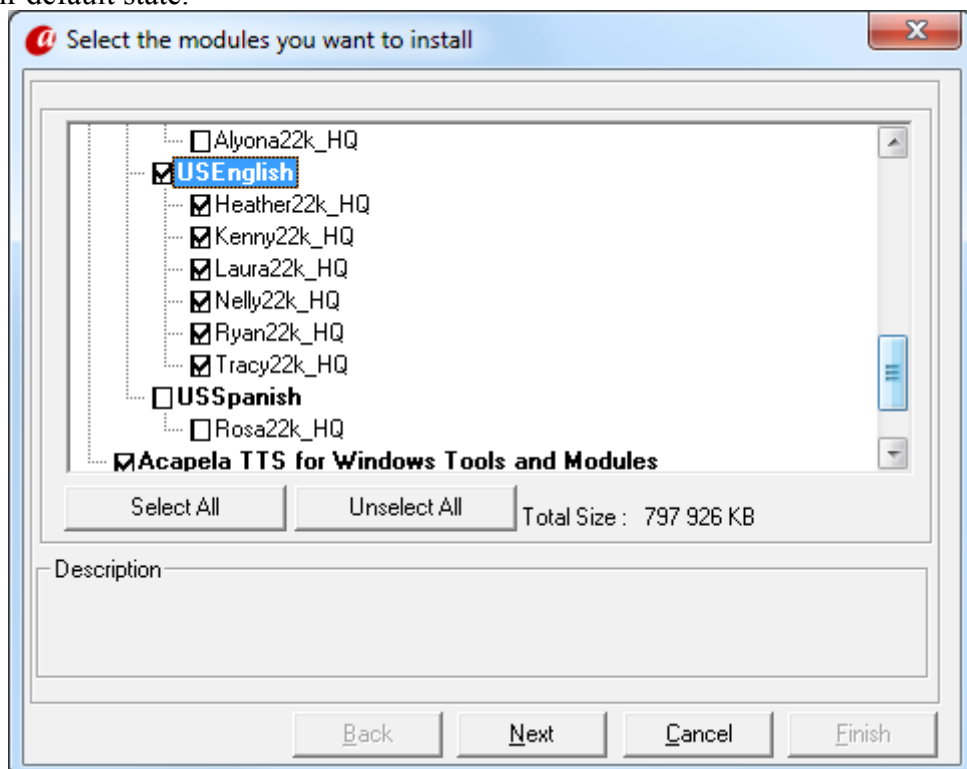 default state.
Select the modules you want to install
Alyona22k_HQ
USEnglish
Heather22k_HQ
Kenny22k_HQ
Laura22k_HQ
Nelly22k_HQ
Ryan22k_HQ
Tracy22k_HQ
USSpanish
Rosa22k_HQ
Acapela TTS for Windows Tools and Modules
Select All Unselect All Total Size : 797 926 KB
Description
Back Next Cancel Finish